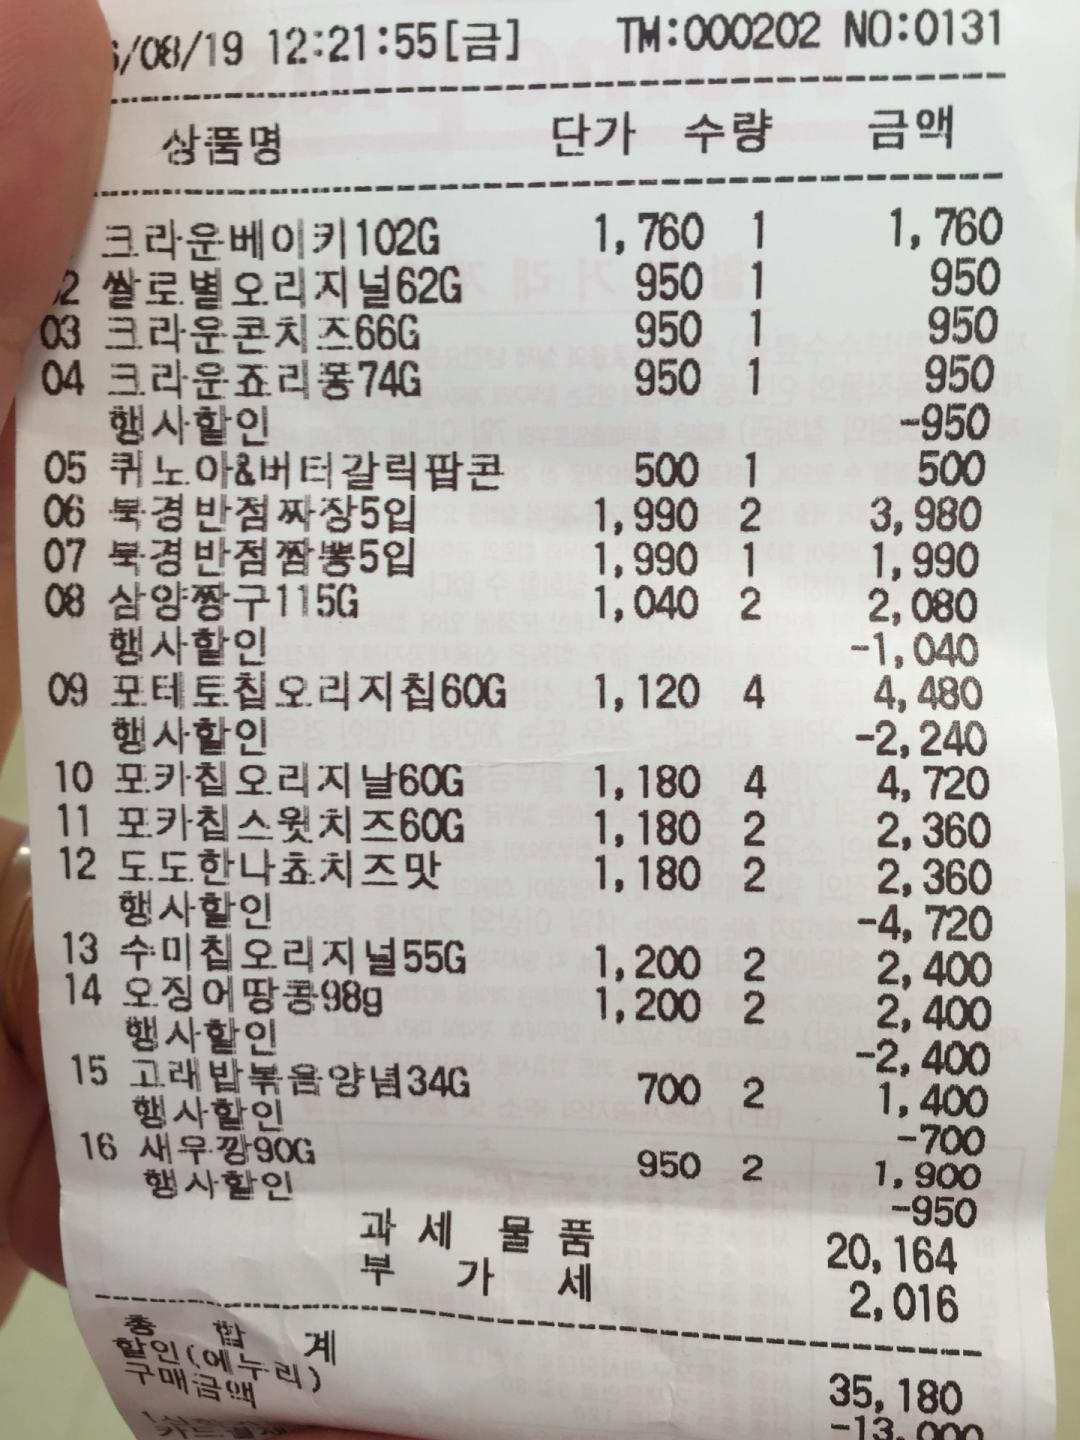 /08/19 12:21:55[금] TM:000202 NO:0131
상품명 단가 수량 금액
크라운베이키102G 1,760 1 1,760
02 쌀로별오리지널62G 950 1 950
03 크라운콘치즈66G 950 1 950
04 크라운죠리퐁74G 950 1 950
행사할인 -950
05 퀴노아&버터갈릭팝콘 500 1 500
06 북경반점짜장5입 1,990 2 3,980
07 북경반점짬뽕5입 1,990 1 1,990
08 삼양짱구115G 1,040 2 2,080
행사할인 -1,040
09 포테토칩오리지칩60G 1,120 4 4,480
행사할인 -2,240
10 포카칩오리지날60G 1,180 4 4,720
11 포카칩스윗치즈60G 1,180 2 2,360
12 도도한나쵸치즈맛 1,180 2 2,360
행사할인 -4,720
13 수미칩오리지널55G 1,200 2 2,400
14 오징어땅콩98g 1,200 2 2,400
행사할인 -2,400
15 고래밥볶음양념34G 700 2 1,400
행사할인 -700
16 새우깡90G 950 2 1,900
행사할인 -950
과 세 물 품 20,164
부 가 세 2,016
총 합 계 35,180
할인(에누리) -13,000
구매금액